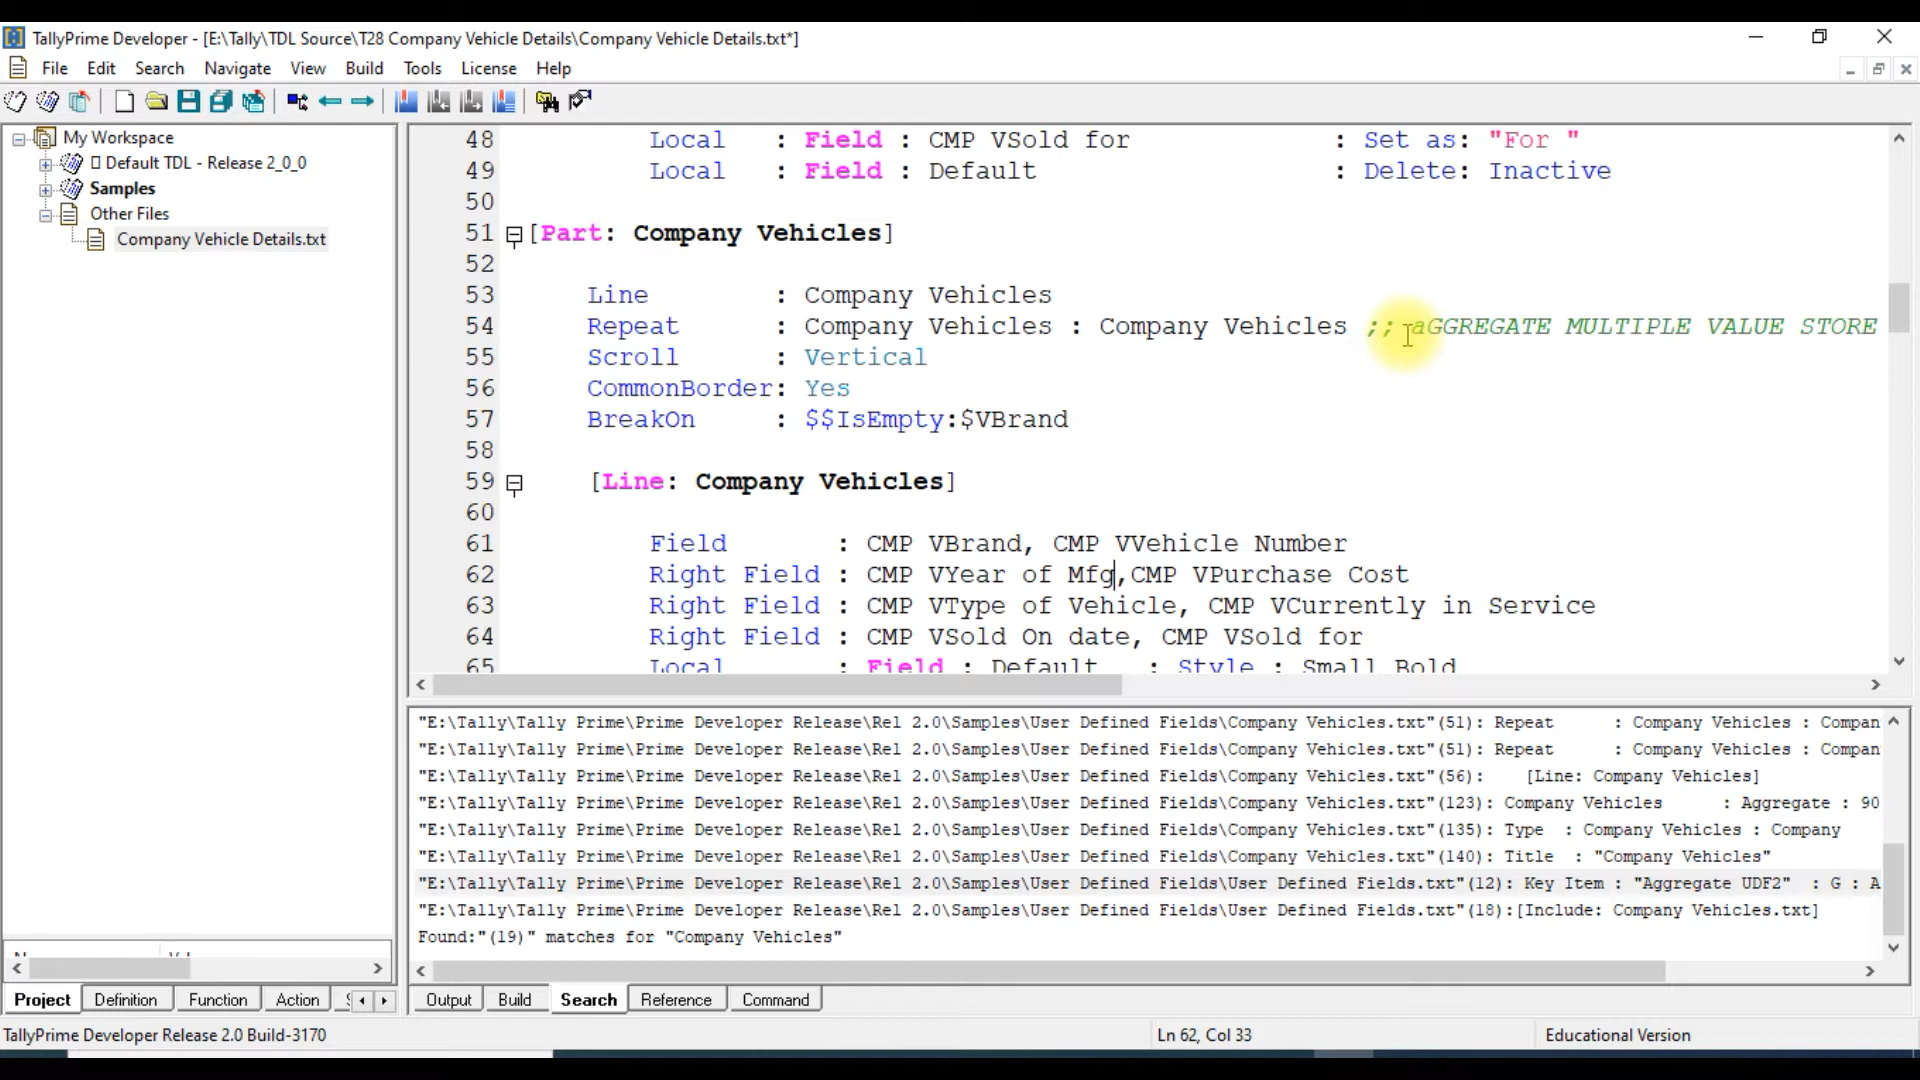 TallyPrime Developer - [E:\Tally\TDL Source\T28 Company Vehicle Details\Company Vehicle Details.txt*]
File Edit Search Navigate View Build Tools License Help
My Workspace
Default TDL - Release 2_0_0
Samples
Other Files
Company Vehicle Details.txt
48 Local : Field : CMP VSold for : Set as: "For "
49 Local : Field : Default : Delete: Inactive
50
51 [Part: Company Vehicles]
52
53 Line : Company Vehicles
54 Repeat : Company Vehicles : Company Vehicles ;; aGGREGATE MULTIPLE VALUE STORE
55 Scroll : Vertical
56 CommonBorder: Yes
57 BreakOn : $$IsEmpty:$VBrand
58
59 [Line: Company Vehicles]
60
61 Field : CMP VBrand, CMP VVehicle Number
62 Right Field : CMP VYear of Mfg,CMP VPurchase Cost
63 Right Field : CMP VType of Vehicle, CMP VCurrently in Service
64 Right Field : CMP VSold On date, CMP VSold for
65 Local : Field : Default : Style : Small Bold
"E:\Tally\Tally Prime\Prime Developer Release\Rel 2.0\Samples\User Defined Fields\Company Vehicles.txt"(51): Repeat : Company Vehicles : Compan
"E:\Tally\Tally Prime\Prime Developer Release\Rel 2.0\Samples\User Defined Fields\Company Vehicles.txt"(51): Repeat : Company Vehicles : Compan
"E:\Tally\Tally Prime\Prime Developer Release\Rel 2.0\Samples\User Defined Fields\Company Vehicles.txt"(56): [Line: Company Vehicles]
"E:\Tally\Tally Prime\Prime Developer Release\Rel 2.0\Samples\User Defined Fields\Company Vehicles.txt"(123): Company Vehicles : Aggregate : 90
"E:\Tally\Tally Prime\Prime Developer Release\Rel 2.0\Samples\User Defined Fields\Company Vehicles.txt"(135): Type : Company Vehicles : Company
"E:\Tally\Tally Prime\Prime Developer Release\Rel 2.0\Samples\User Defined Fields\Company Vehicles.txt"(140): Title : "Company Vehicles"
"E:\Tally\Tally Prime\Prime Developer Release\Rel 2.0\Samples\User Defined Fields\User Defined Fields.txt"(12): Key Item : "Aggregate UDF2" : G : A
"E:\Tally\Tally Prime\Prime Developer Release\Rel 2.0\Samples\User Defined Fields\User Defined Fields.txt"(18):[Include: Company Vehicles.txt]
Found:"(19)" matches for "Company Vehicles"
Project Definition Function Action
Output Build Search Reference Command
TallyPrime Developer Release 2.0 Build-3170
Ln 62, Col 33
Educational Version